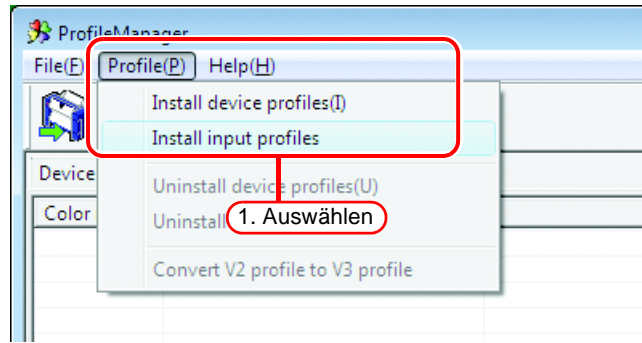 ProfileManager
File(F) Profile(P) Help(H)
Install device profiles(I)
Install input profiles
Device
Uninstall device profiles(U)
Color
Uninstall
1. Auswählen
Convert V2 profile to V3 profile